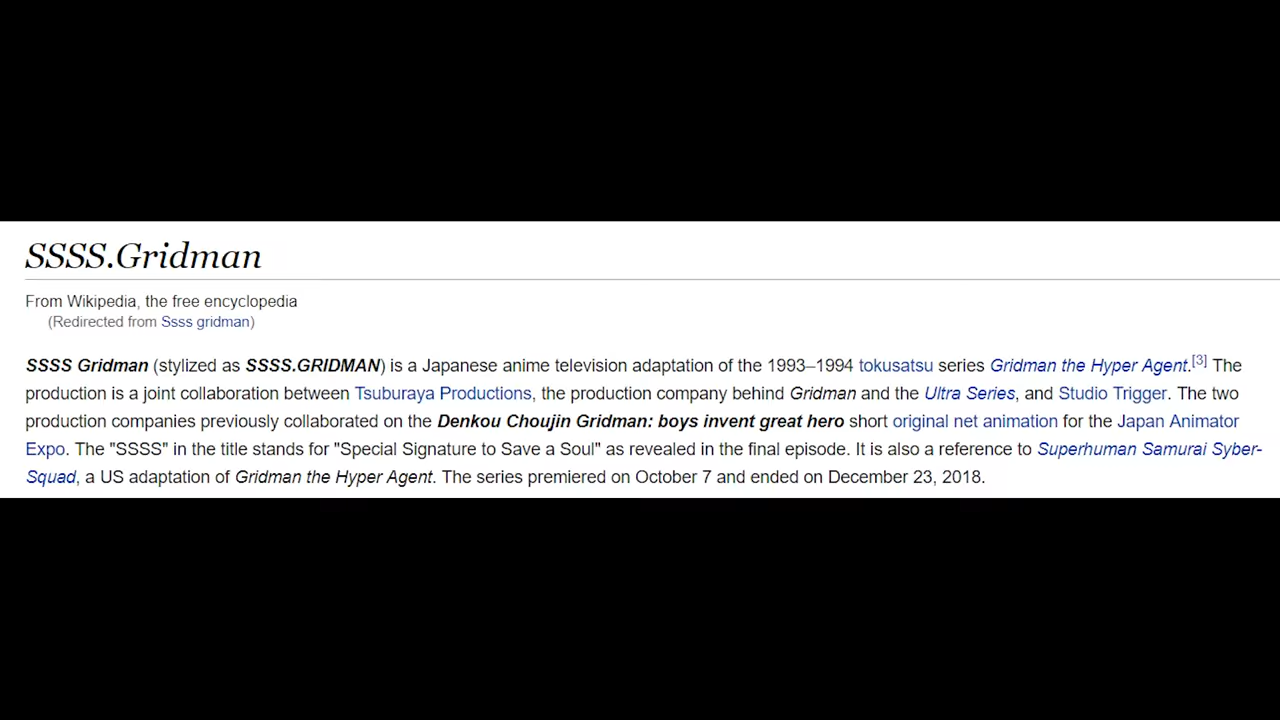 SSSS.Gridman
From Wikipedia, the free encyclopedia
(Redirected from Ssss gridman)
SSSS Gridman (stylized as SSSS.GRIDMAN) is a Japanese anime television adaptation of the 1993–1994 tokusatsu series Gridman the Hyper Agent.[3] The
production is a joint collaboration between Tsuburaya Productions, the production company behind Gridman and the Ultra Series, and Studio Trigger. The two
production companies previously collaborated on the Denkou Choujin Gridman: boys invent great hero short original net animation for the Japan Animator
Expo. The "SSSS" in the title stands for "Special Signature to Save a Soul" as revealed in the final episode. It is also a reference to Superhuman Samurai Syber-
Squad, a US adaptation of Gridman the Hyper Agent. The series premiered on October 7 and ended on December 23, 2018.